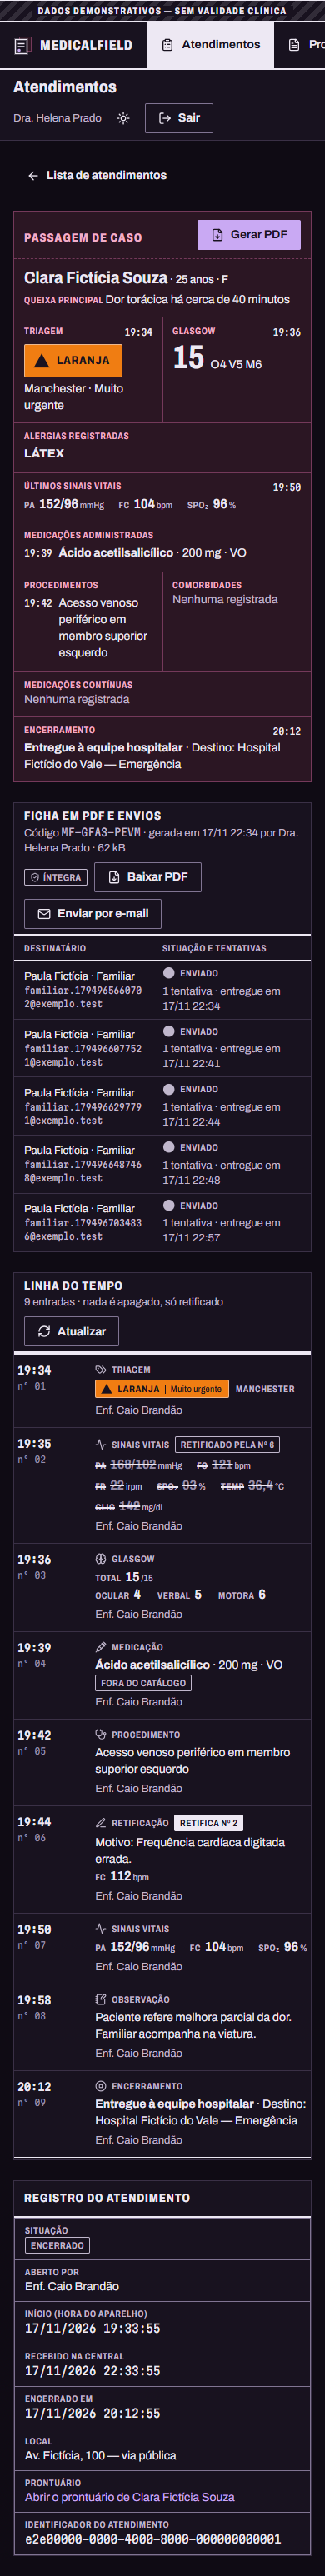 DADOS DEMONSTRATIVOS — SEM VALIDADE CLÍNICA
MEDICALFIELD
Atendimentos
Atendimentos
Dra. Helena Prado
Sair
Lista de atendimentos
PASSAGEM DE CASO
Gerar PDF
Clara Fictícia Souza · 25 anos · F
QUEIXA PRINCIPAL Dor torácica há cerca de 40 minutos
TRIAGEM 19:34
LARANJA
Manchester · Muito
urgente
GLASGOW 19:36
15 O4 V5 M6
ALERGIAS REGISTRADAS
LÁTEX
ÚLTIMOS SINAIS VITAIS 19:50
PA 152/96 mmHg FC 104 bpm SPO₂ 96 %
MEDICAÇÕES ADMINISTRADAS
19:39 Ácido acetilsalicílico · 200 mg · VO
PROCEDIMENTOS
19:42 Acesso venoso
periférico em
membro superior
esquerdo
COMORBIDADES
Nenhuma registrada
MEDICAÇÕES CONTÍNUAS
Nenhuma registrada
ENCERRAMENTO 20:12
Entregue à equipe hospitalar · Destino: Hospital
Fictício do Vale — Emergência
FICHA EM PDF E ENVIOS
Código MF-GFA3-PEVM · gerada em 17/11 22:34 por Dra.
Helena Prado · 62 kB
ÍNTEGRA
Baixar PDF
Enviar por e-mail
DESTINATÁRIO SITUAÇÃO E TENTATIVAS
Paula Fictícia · Familiar
familiar.179496566070
2@exemplo.test
ENVIADO
1 tentativa · entregue em
17/11 22:34
Paula Fictícia · Familiar
familiar.179496607752
1@exemplo.test
ENVIADO
1 tentativa · entregue em
17/11 22:41
Paula Fictícia · Familiar
familiar.179496629779
1@exemplo.test
ENVIADO
1 tentativa · entregue em
17/11 22:44
Paula Fictícia · Familiar
familiar.179496648746
8@exemplo.test
ENVIADO
1 tentativa · entregue em
17/11 22:48
Paula Fictícia · Familiar
familiar.179496703483
6@exemplo.test
ENVIADO
1 tentativa · entregue em
17/11 22:57
LINHA DO TEMPO
9 entradas · nada é apagado, só retificado
Atualizar
19:34
n° 01
TRIAGEM
LARANJA | Muito urgente MANCHESTER
Enf. Caio Brandão
19:35
n° 02
SINAIS VITAIS RETIFICADO PELA Nº 6
PA 168/102 mmHg FC 121 bpm
FR 22 irpm SPO₂ 93 % TEMP 36,4 °C
GLIC 142 mg/dL
Enf. Caio Brandão
19:36
n° 03
GLASGOW
TOTAL 15 /15
OCULAR 4 VERBAL 5 MOTORA 6
Enf. Caio Brandão
19:39
n° 04
MEDICAÇÃO
Ácido acetilsalicílico · 200 mg · VO
FORA DO CATÁLOGO
Enf. Caio Brandão
19:42
n° 05
PROCEDIMENTO
Acesso venoso periférico em membro
superior esquerdo
Enf. Caio Brandão
19:44
n° 06
RETIFICAÇÃO RETIFICA Nº 2
Motivo: Frequência cardíaca digitada
errada.
FC 112 bpm
Enf. Caio Brandão
19:50
n° 07
SINAIS VITAIS
PA 152/96 mmHg FC 104 bpm SPO₂ 96 %
Enf. Caio Brandão
19:58
n° 08
OBSERVAÇÃO
Paciente refere melhora parcial da dor.
Familiar acompanha na viatura.
Enf. Caio Brandão
20:12
n° 09
ENCERRAMENTO
Entregue à equipe hospitalar · Destino:
Hospital Fictício do Vale — Emergência
Enf. Caio Brandão
REGISTRO DO ATENDIMENTO
SITUAÇÃO
ENCERRADO
ABERTO POR
Enf. Caio Brandão
INÍCIO (HORA DO APARELHO)
17/11/2026 19:33:55
RECEBIDO NA CENTRAL
17/11/2026 22:33:55
ENCERRADO EM
17/11/2026 20:12:55
LOCAL
Av. Fictícia, 100 — via pública
PRONTUÁRIO
Abrir o prontuário de Clara Fictícia Souza
IDENTIFICADOR DO ATENDIMENTO
e2e00000-0000-4000-8000-000000000001